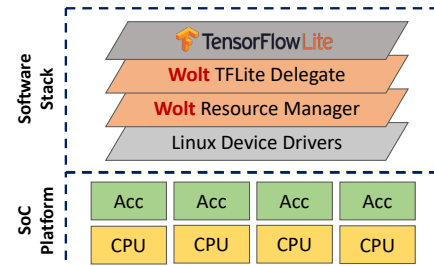 Software
Stack
TensorFlow Lite
Wolt TFLite Delegate
Wolt Resource Manager
Linux Device Drivers
SoC
Platform
Acc Acc Acc Acc
CPU CPU CPU CPU